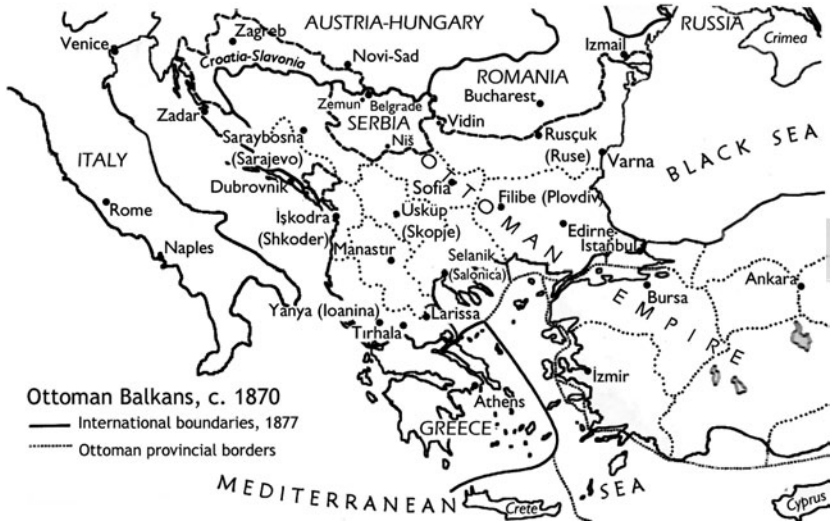 AUSTRIA-HUNGARY
RUSSIA
Zagreb
Venice
Croatia-Slavonia
Novi-Sad
Izmail
Crimea
ROMANIA
Bucharest
Zemun
Belgrade
Zadar
SERBIA
Vidin
Rusçuk
(Ruse)
Saraybosna
(Sarajevo)
Niš
ITALY
Varna
BLACK SEA
Dubrovnik
Sofia
Filibe (Plovdiv)
Rome
İşkodra
(Shkoder)
Üsküp
(Skopje)
Edirne
Istanbul
OTTOMAN EMPIRE
Naples
Manastır
Selanik
(Salonica)
Ankara
Bursa
Yanya (Ioanina)
Larissa
Tırhala
İzmir
Athens
GREECE
Ottoman Balkans, c. 1870
International boundaries, 1877
Ottoman provincial borders
MEDITERRANEAN SEA
Crete
Cyprus